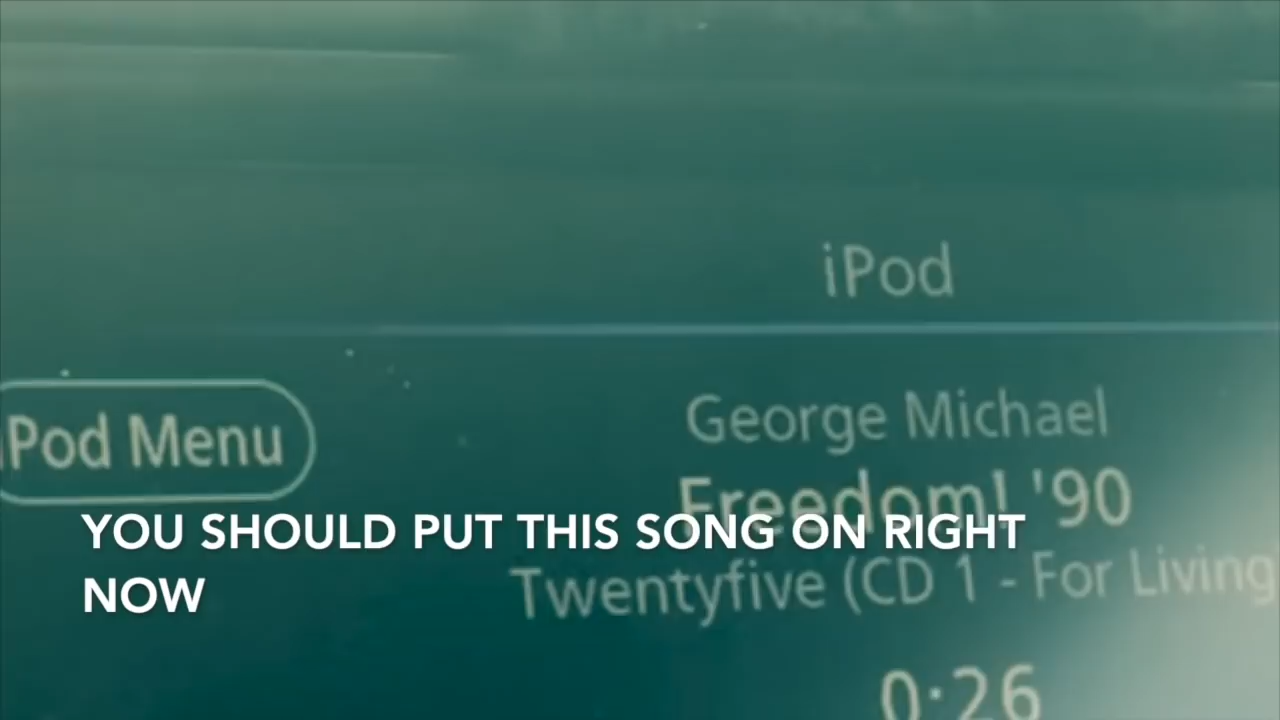 iPod
iPod Menu
George Michael
Freedom! '90
YOU SHOULD PUT THIS SONG ON RIGHT
NOW
Twentyfive (CD 1 - For Living
0:26